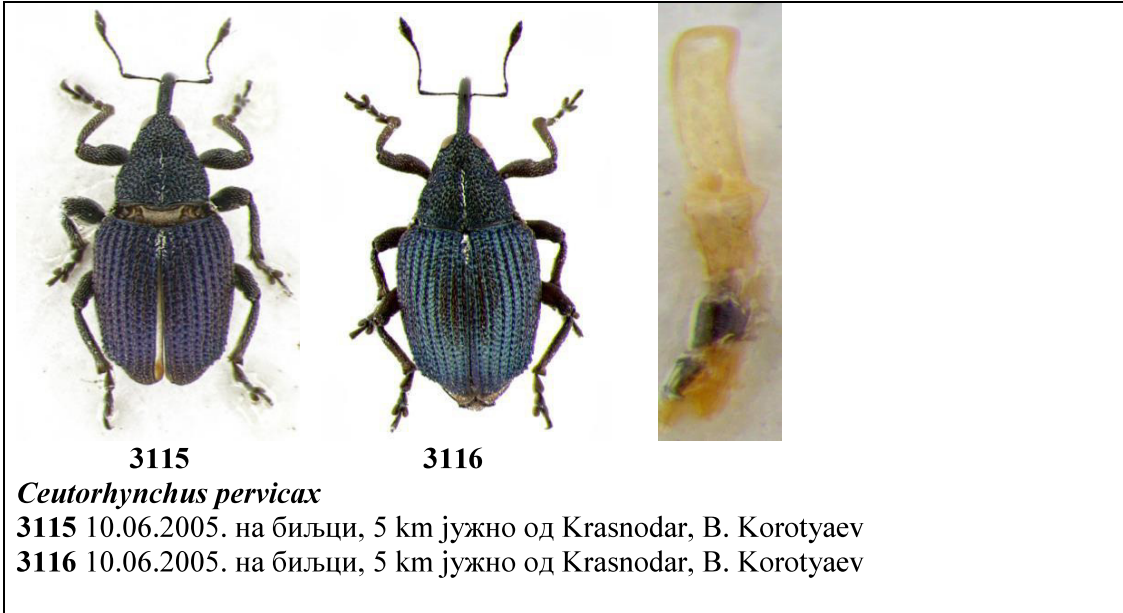 3115 3116
Ceutorhynchus pervicax
3115 10.06.2005. на биљци, 5 km јужно од Krasnodar, B. Korotyaev
3116 10.06.2005. на биљци, 5 km јужно од Krasnodar, B. Korotyaev